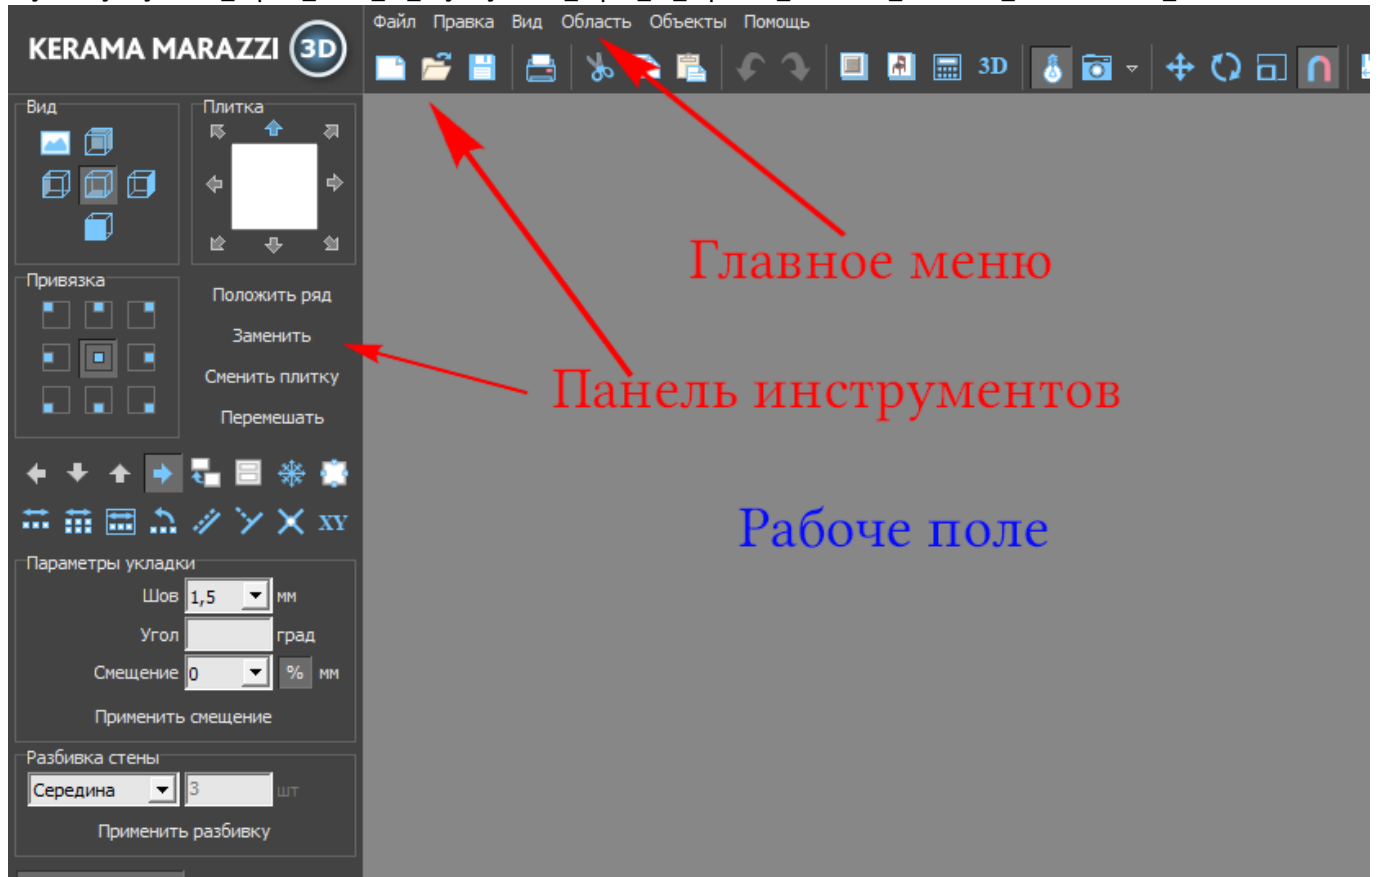 Файл Правка Вид Область Объекты Помощь
KERAMA MARAZZI 3D
3D
Вид
Плитка
Привязка
Положить ряд
Заменить
Сменить плитку
Перемешать
XY
Параметры укладки
Шов 1,5 мм
Угол град
Смещение 0 % мм
Применить смещение
Разбивка стены
Середина 3 шт
Применить разбивку
Главное меню
Панель инструментов
Рабоче поле